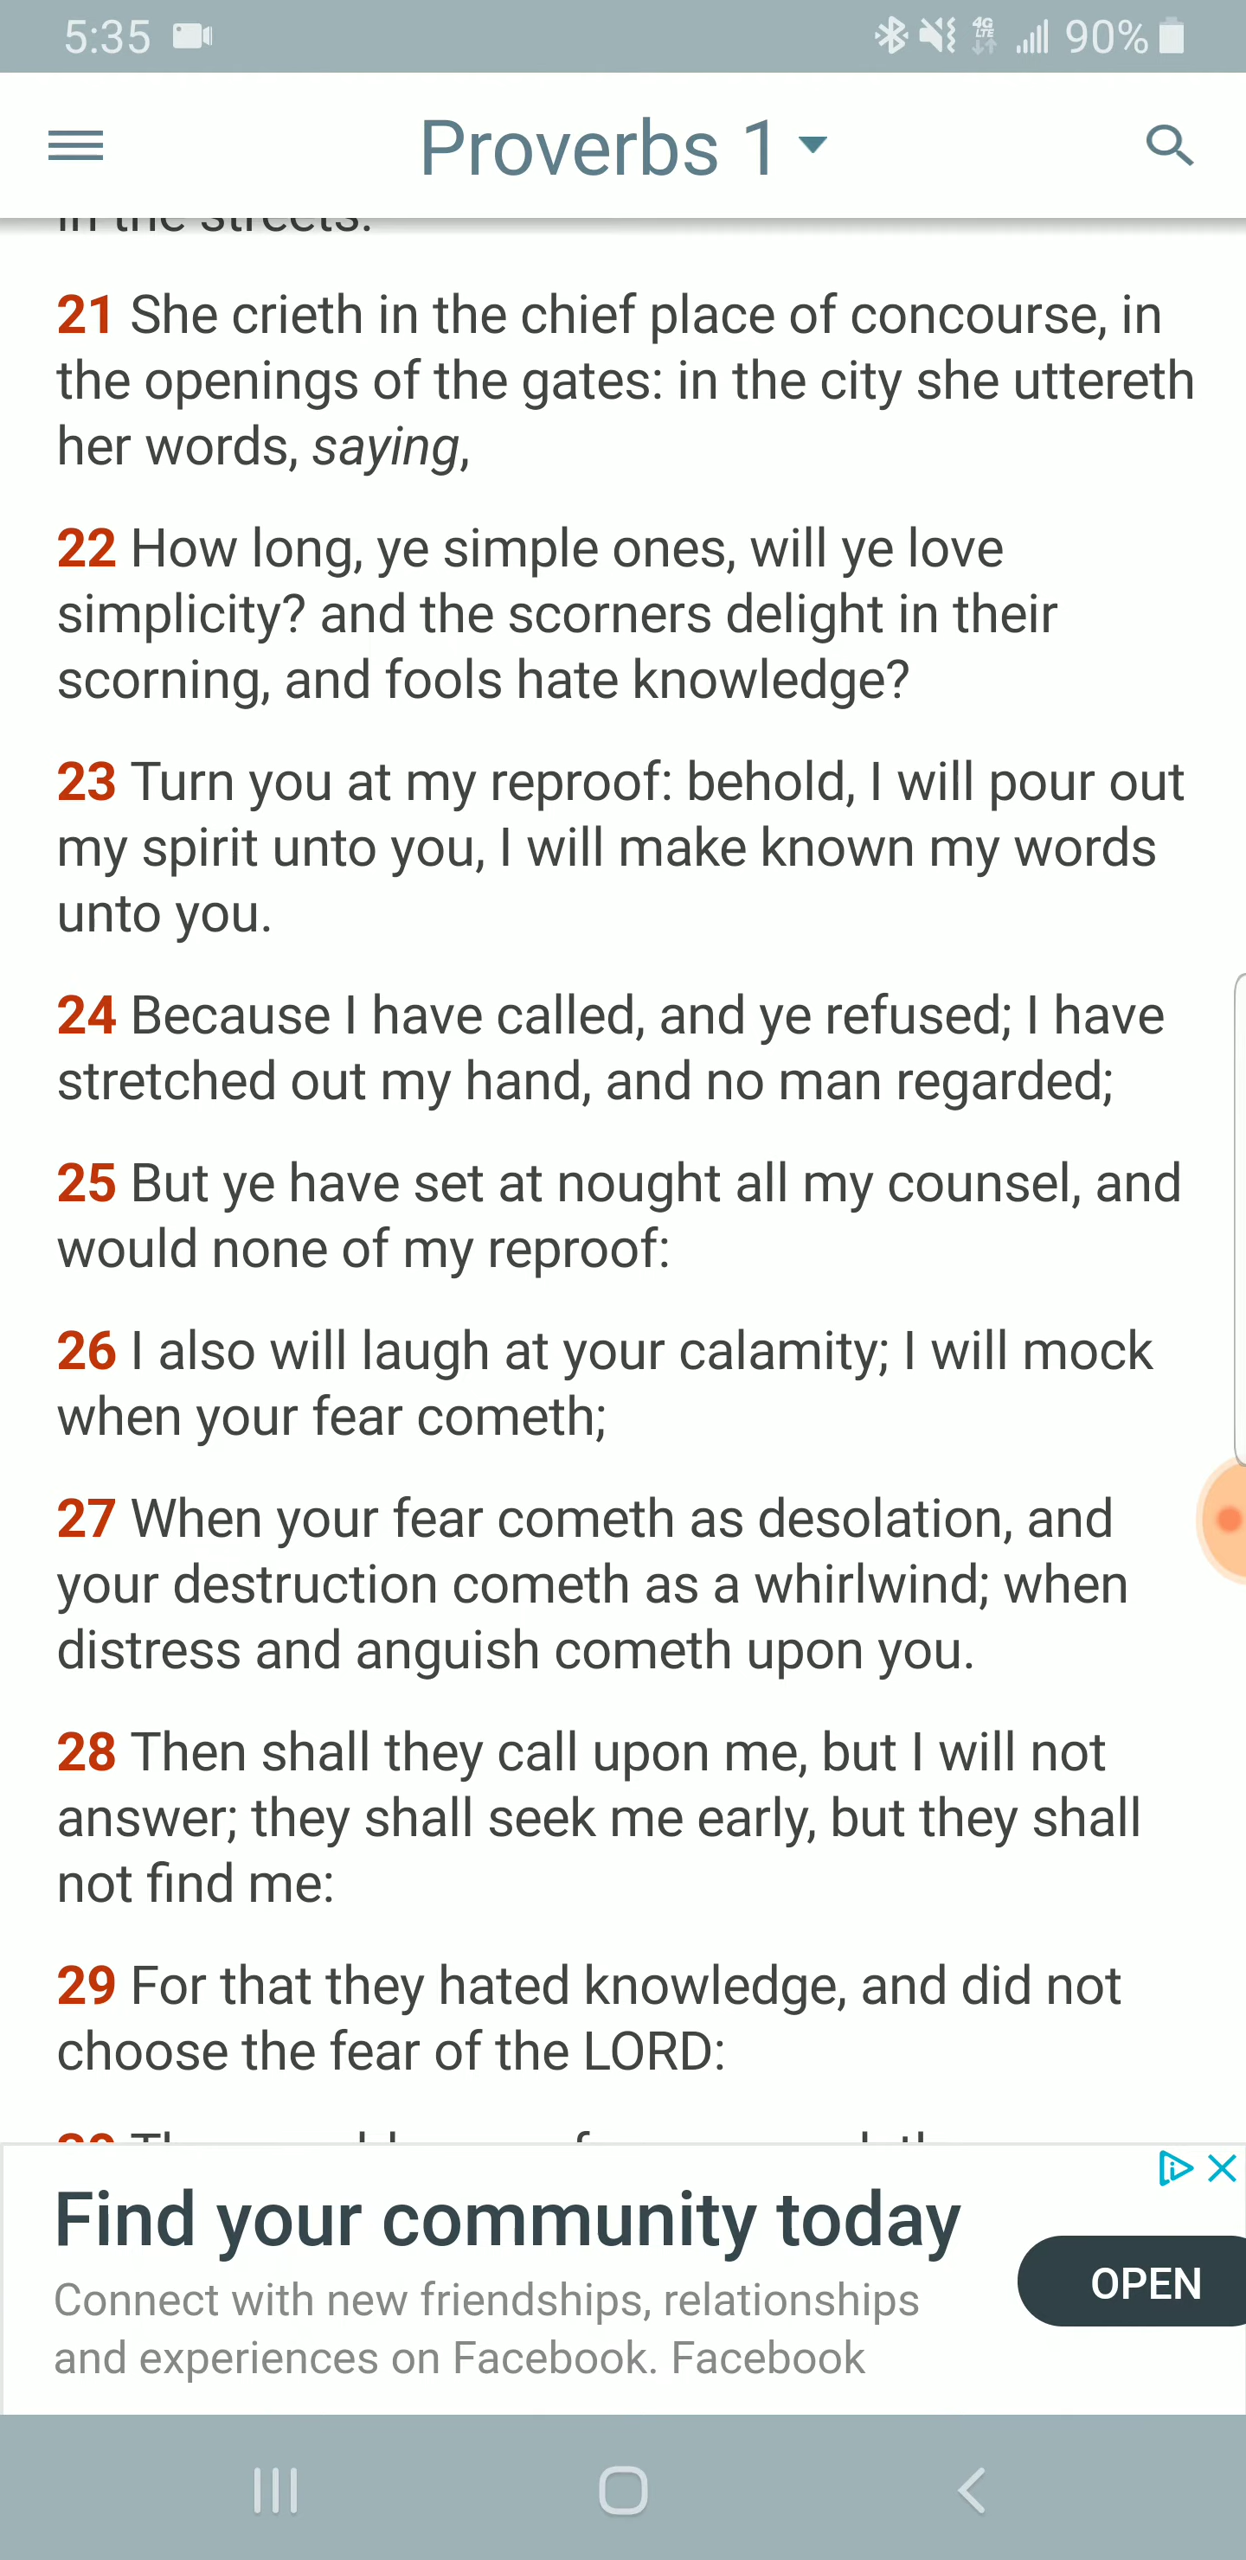 5:35
4G LTE 90%
Proverbs 1
in the streets.
21 She crieth in the chief place of concourse, in
the openings of the gates: in the city she uttereth
her words, saying,
22 How long, ye simple ones, will ye love
simplicity? and the scorners delight in their
scorning, and fools hate knowledge?
23 Turn you at my reproof: behold, I will pour out
my spirit unto you, I will make known my words
unto you.
24 Because I have called, and ye refused; I have
stretched out my hand, and no man regarded;
25 But ye have set at nought all my counsel, and
would none of my reproof:
26 I also will laugh at your calamity; I will mock
when your fear cometh;
27 When your fear cometh as desolation, and
your destruction cometh as a whirlwind; when
distress and anguish cometh upon you.
28 Then shall they call upon me, but I will not
answer; they shall seek me early, but they shall
not find me:
29 For that they hated knowledge, and did not
choose the fear of the LORD:
Find your community today
Connect with new friendships, relationships
and experiences on Facebook. Facebook
OPEN